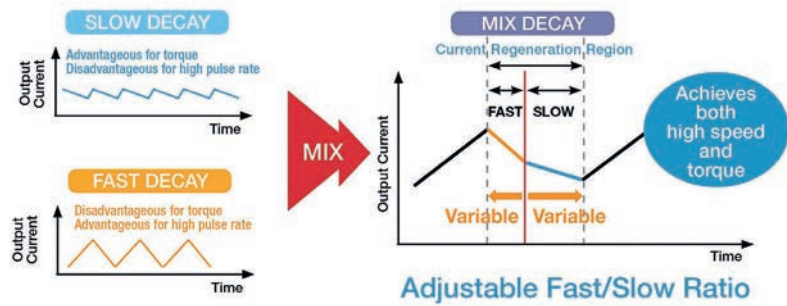 SLOW DECAY
Advantageous for torque
Disadvantageous for high pulse rate
Output
Current
Time
FAST DECAY
Disadvantageous for torque
Advantageous for high pulse rate
Output
Current
Time
MIX
MIX DECAY
Current Regeneration Region
FAST
SLOW
Output Current
Variable
Variable
Time
Achieves
both
high speed
and
torque
Adjustable Fast/Slow Ratio